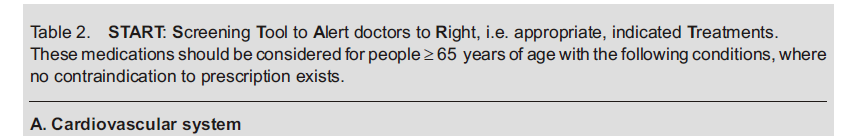 Table 2. START: Screening Tool to Alert doctors to Right, i.e. appropriate, indicated Treatments.
These medications should be considered for people ≥ 65 years of age with the following conditions, where
no contraindication to prescription exists.
A. Cardiovascular system